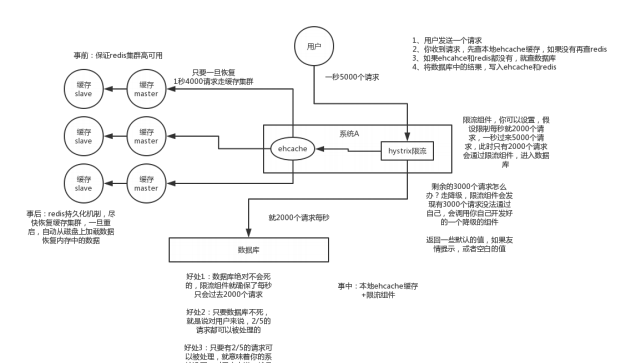 用户
1、用户发送一个请求
2、你收到请求，先查本地ehcache缓存，如果没有再查redis
3、如果ehcahce和redis都没有，就查数据库
4、将数据库中的结果，写入ehcache和redis
事前：保证redis集群高可用
只要一旦恢复
1秒4000请求走缓存集群
一秒5000个请求
缓存
slave
缓存
master
缓存
slave
缓存
master
缓存
slave
缓存
master
系统A
ehcache
hystrix限流
限流组件，你可以设置，假
设限制每秒就2000个请
求，一秒过来5000个请
求，此时只有2000个请求
会通过限流组件，进入数据
库
剩余的3000个请求怎么
办？走降级，限流组件会发
现有3000个请求没法通过
自己，会调用你自己开发好
的一个降级的组件
返回一些默认的值，如果友
情提示，或者空白的值
事后：redis持久化机制，尽
快恢复缓存集群，一旦重
启，自动从磁盘上加载数据
恢复内存中的数据
就2000个请求每秒
数据库
好处1：数据库绝对不会死
的，限流组件就确保了每秒
只会过去2000个请求
好处2：只要数据库不死，
就是说对用户来说，2/5的
请求都可以被处理的
好处3：只要有2/5的请求可
以被处理，就意味着你的系
事中：本地ehcache缓存
+限流组件